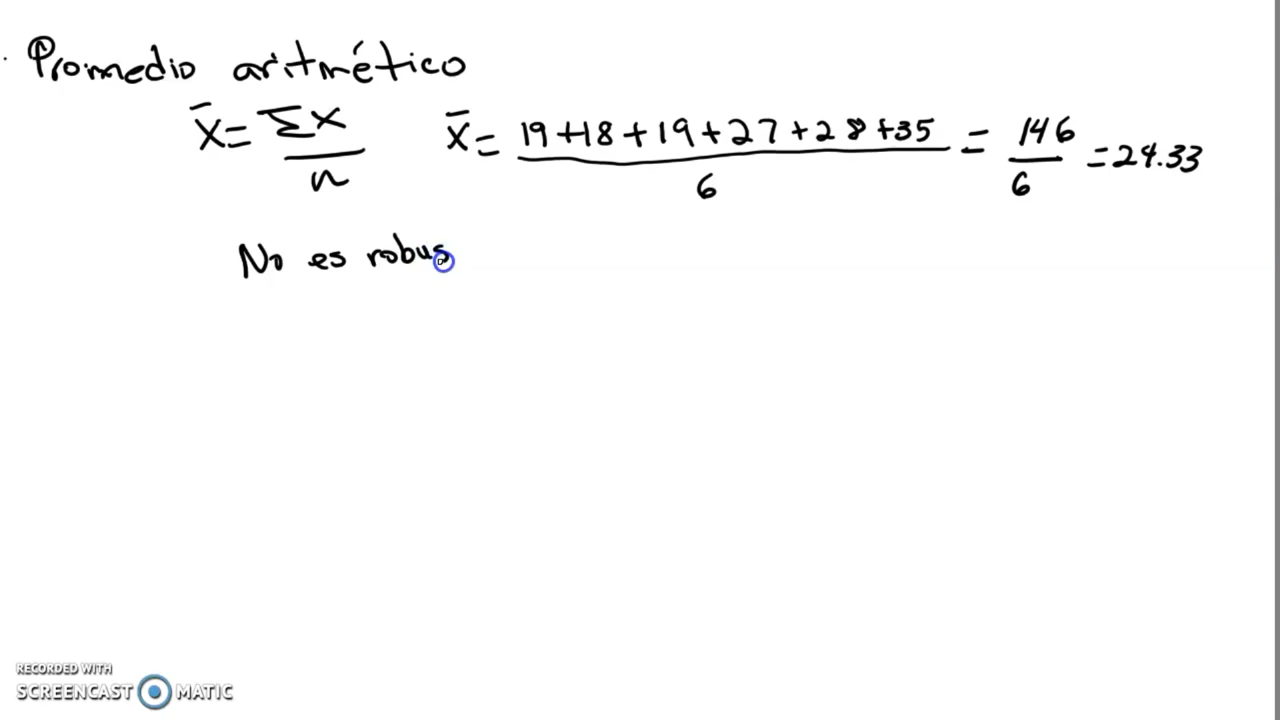 Promedio aritmético
X̄ = ΣX / n X̄ = 19+18+19+27+28+35 / 6 = 146 / 6 = 24.33
No es robus
RECORDED WITH
SCREENCAST MATIC